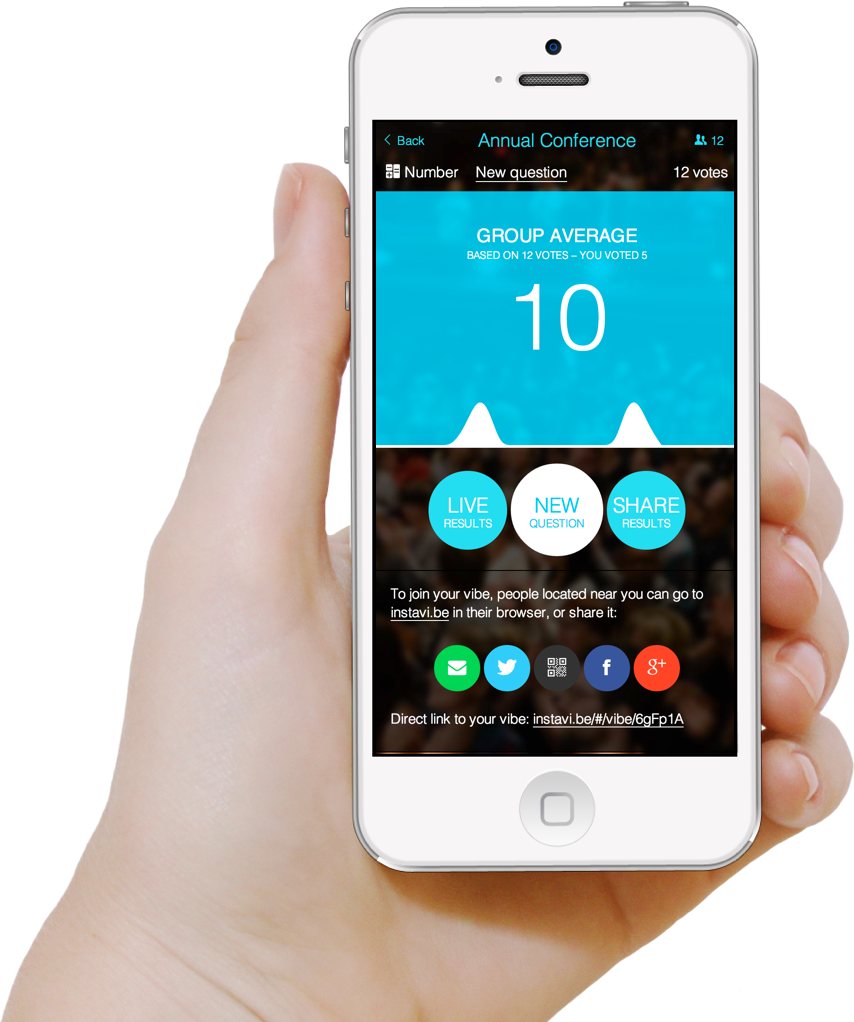 Back Annual Conference 12
Number New question 12 votes
GROUP AVERAGE
BASED ON 12 VOTES – YOU VOTED 5
10
LIVE RESULTS
NEW QUESTION
SHARE RESULTS
To join your vibe, people located near you can go to
instavi.be in their browser, or share it:
f g+
Direct link to your vibe: instavi.be/#/vibe/6gFp1A